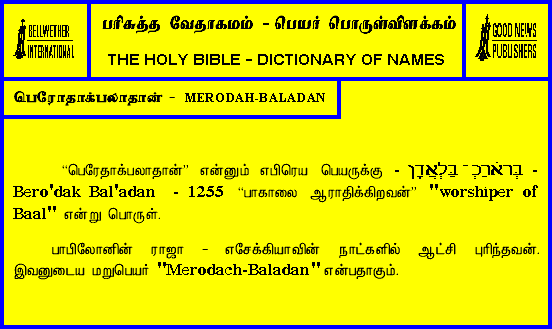 BELLWETHER
INTERNATIONAL
பரிசுத்த வேதாகமம் - பெயர் பொருள்விளக்கம்
THE HOLY BIBLE - DICTIONARY OF NAMES
GOOD NEWS
PUBLISHERS
பெரோதாக்பலாதான் - MERODAH-BALADAN
“பெரேதாக்பலாதான்” என்னும் எபிரெய பெயருக்கு - בְּרֹאדַךְ־בַּלְאֲדָן -
Bero'dak Bal'adan - 1255 “பாகாலை ஆராதிக்கிறவன்” "worshiper of
Baal" என்று பொருள்.
பாபிலோனின் ராஜா - எசேக்கியாவின் நாட்களில் ஆட்சி புரிந்தவன்.
இவனுடைய மறுபெயர் "Merodach-Baladan" என்பதாகும்.